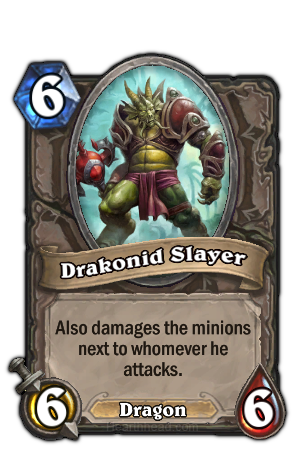 6
Drakonid Slayer
Also damages the minions
next to whomever he
attacks.
6
Dragon
6